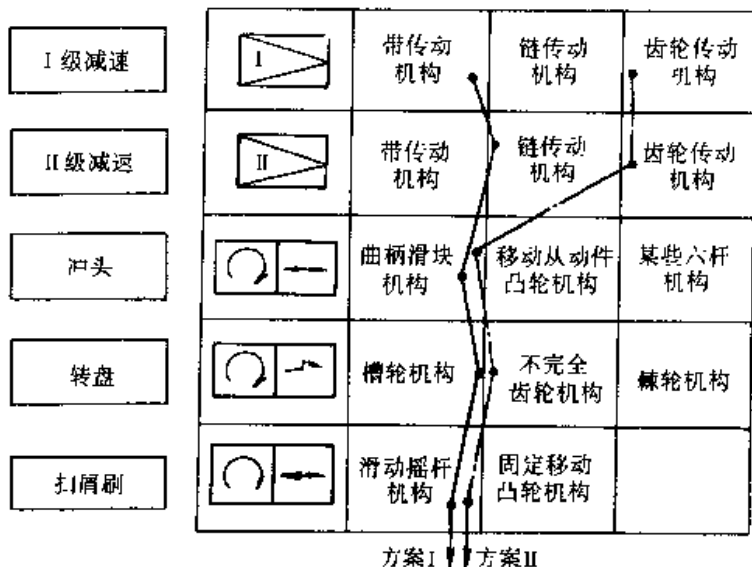 I级减速
I
带传动
机构
链传动
机构
齿轮传动
机构
II级减速
II
带传动
机构
链传动
机构
齿轮传动
机构
冲头
曲柄滑块
机构
移动从动件
凸轮机构
某些六杆
机构
转盘
槽轮机构
不完全
齿轮机构
棘轮机构
扫屑刷
滑动摇杆
机构
固定移动
凸轮机构
方案I
方案II